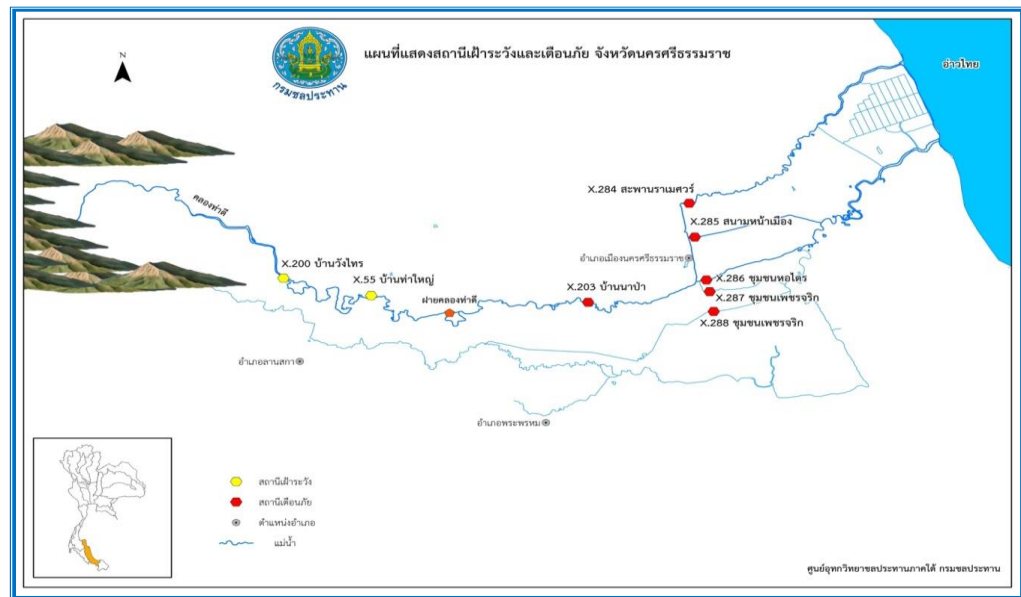 แผนที่แสดงสถานีเฝ้าระวังและเตือนภัย จังหวัดนครศรีธรรมราช
กรมชลประทาน
N
อ่าวไทย
คลองท่าดี
X.284 สะพานราเมศวร์
X.285 สนามหน้าเมือง
อำเภอเมืองนครศรีธรรมราช
X.200 บ้านวังไทร
X.55 บ้านท่าใหญ่
ฝายคลองท่าดี
X.203 บ้านนาป่า
X.286 ชุมชนหอไตร
X.287 ชุมชนเพชรจริก
X.288 ชุมชนเพชรจริก
อำเภอลานสกา
อำเภอพระพรหม
สถานีเฝ้าระวัง
สถานีเตือนภัย
ตำแหน่งอำเภอ
แม่น้ำ
ศูนย์อุทกวิทยาชลประทานภาคใต้ กรมชลประทาน